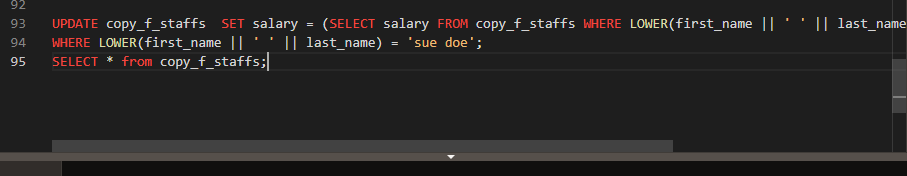 92
93 UPDATE copy_f_staffs  SET salary = (SELECT salary FROM copy_f_staffs WHERE LOWER(first_name || ' ' || last_name
94 WHERE LOWER(first_name || ' ' || last_name) = 'sue doe';
95 SELECT * from copy_f_staffs;